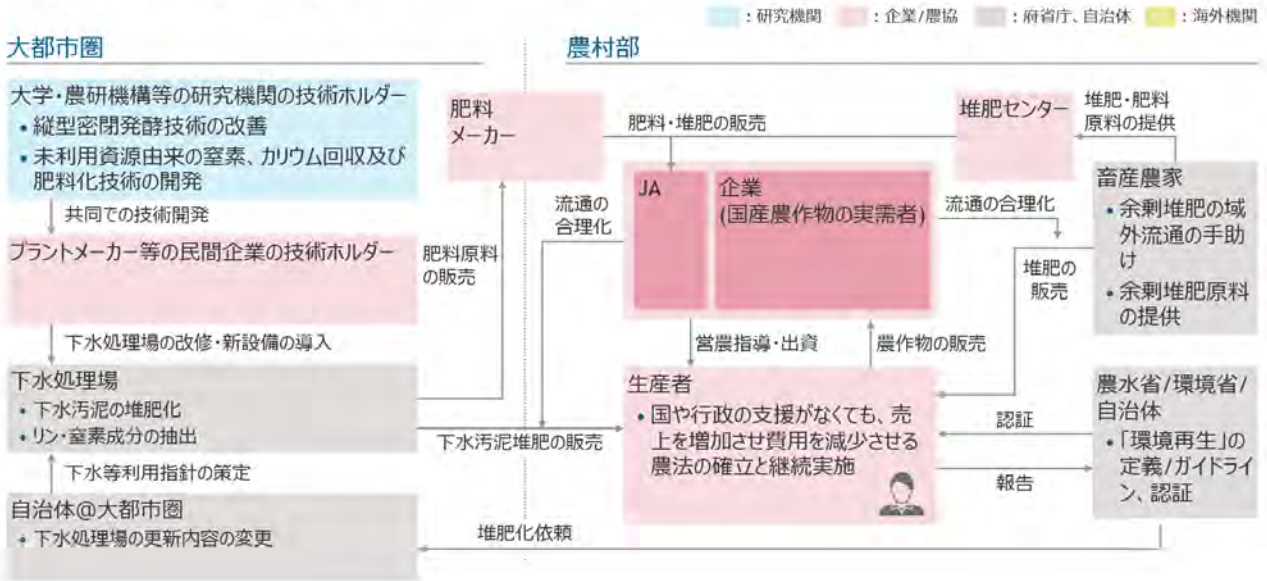 ：研究機関
：企業/農協
：府省庁、自治体
：海外機関
大都市圏
農村部
大学・農研機構等の研究機関の技術ホルダー
• 縦型密閉発酵技術の改善
• 未利用資源由来の窒素、カリウム回収及び
肥料化技術の開発
共同での技術開発
プラントメーカー等の民間企業の技術ホルダー
下水処理場の改修・新設備の導入
下水処理場
• 下水汚泥の堆肥化
• リン・窒素成分の抽出
下水等利用指針の策定
自治体@大都市圏
• 下水処理場の更新内容の変更
肥料
メーカー
肥料原料
の販売
肥料・堆肥の販売
堆肥センター
堆肥・肥料
原料の提供
流通の
合理化
JA
企業
(国産農作物の実需者)
流通の合理化
堆肥の
販売
畜産農家
• 余剰堆肥の域
外流通の手助
け
• 余剰堆肥原料
の提供
営農指導・出資
農作物の販売
下水汚泥堆肥の販売
生産者
• 国や行政の支援がなくても、売
上を増加させ費用を減少させる
農法の確立と継続実施
認証
報告
農水省/環境省/
自治体
• 「環境再生」の
定義/ガイドライ
ン、認証
堆肥化依頼